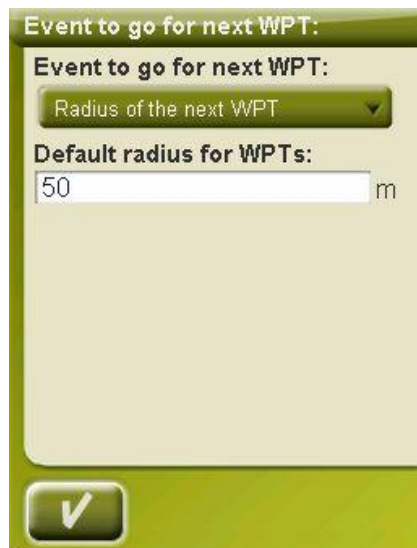 Event to go for next WPT:
Event to go for next WPT:
Radius of the next WPT
Default radius for WPTs:
50 m